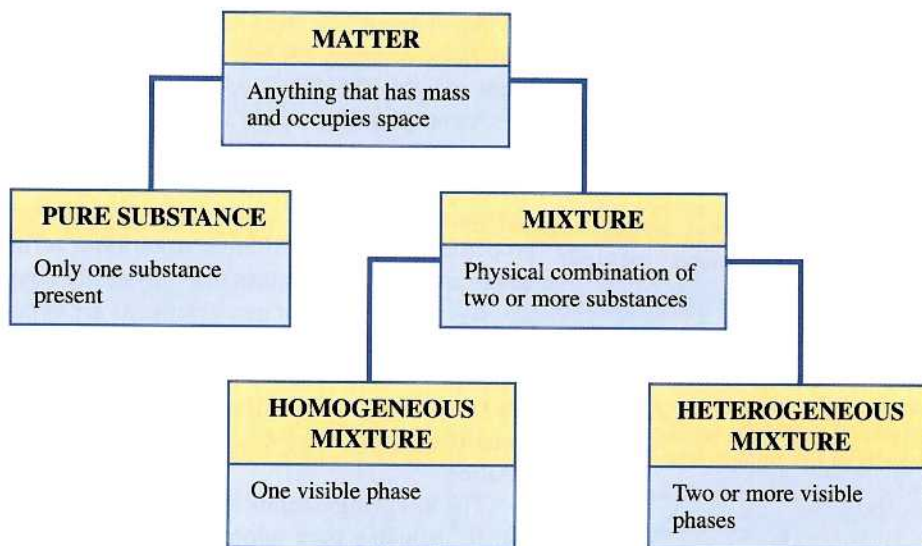 MATTER
Anything that has mass
and occupies space
PURE SUBSTANCE
Only one substance
present
MIXTURE
Physical combination of
two or more substances
HOMOGENEOUS
MIXTURE
One visible phase
HETEROGENEOUS
MIXTURE
Two or more visible
phases